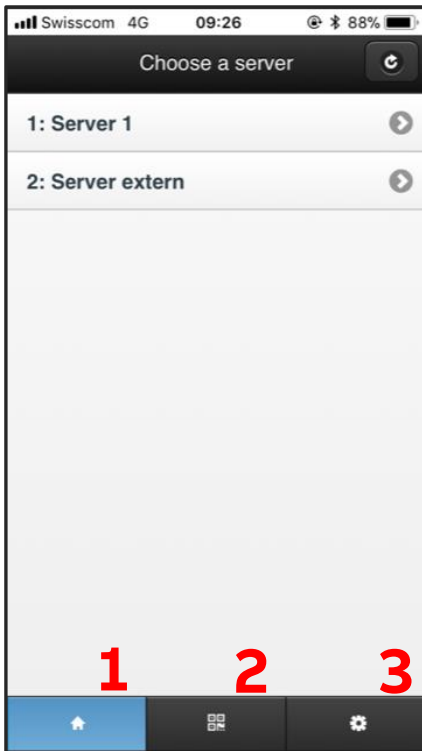 Swisscom 4G 09:26 88%
Choose a server
1: Server 1
2: Server extern
1 2 3